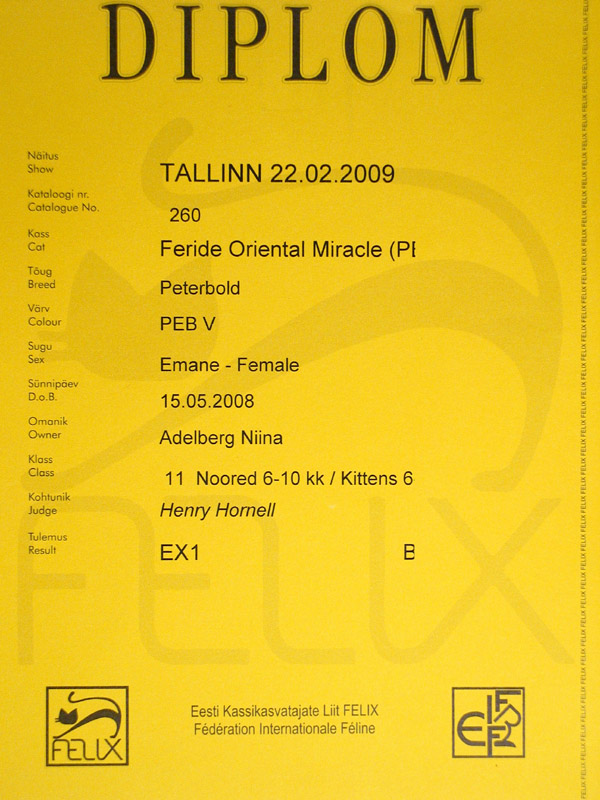 DIPLOM
Näitus
Show
TALLINN 22.02.2009
Kataloogi nr.
Catalogue No.
260
Kass
Cat
Feride Oriental Miracle (PE
Tõug
Breed
Peterbold
Värv
Colour
PEB V
Sugu
Sex
Emane - Female
Sünnipäev
D.o.B.
15.05.2008
Omanik
Owner
Adelberg Niina
Klass
Class
11 Noored 6-10 kk / Kittens 6
Kohtunik
Judge
Henry Hornell
Tulemus
Result
EX1 B
FELIX
FELIX
Eesti Kassikasvatajate Liit FELIX
Fédération Internationale Féline